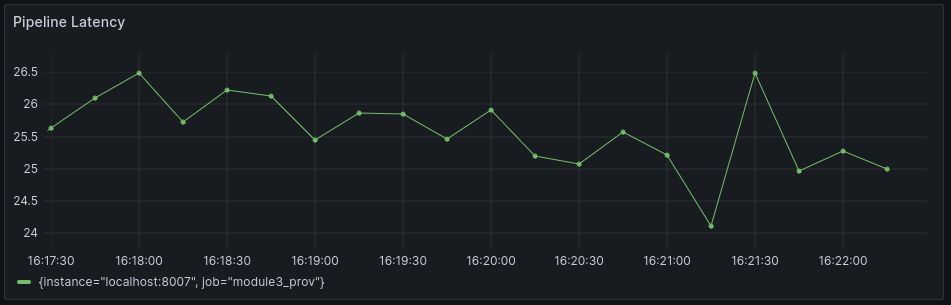 Pipeline Latency
26.5
26
25.5
25
24.5
24
16:17:30 16:18:00 16:18:30 16:19:00 16:19:30 16:20:00 16:20:30 16:21:00 16:21:30 16:22:00
{instance="localhost:8007", job="module3_prov"}